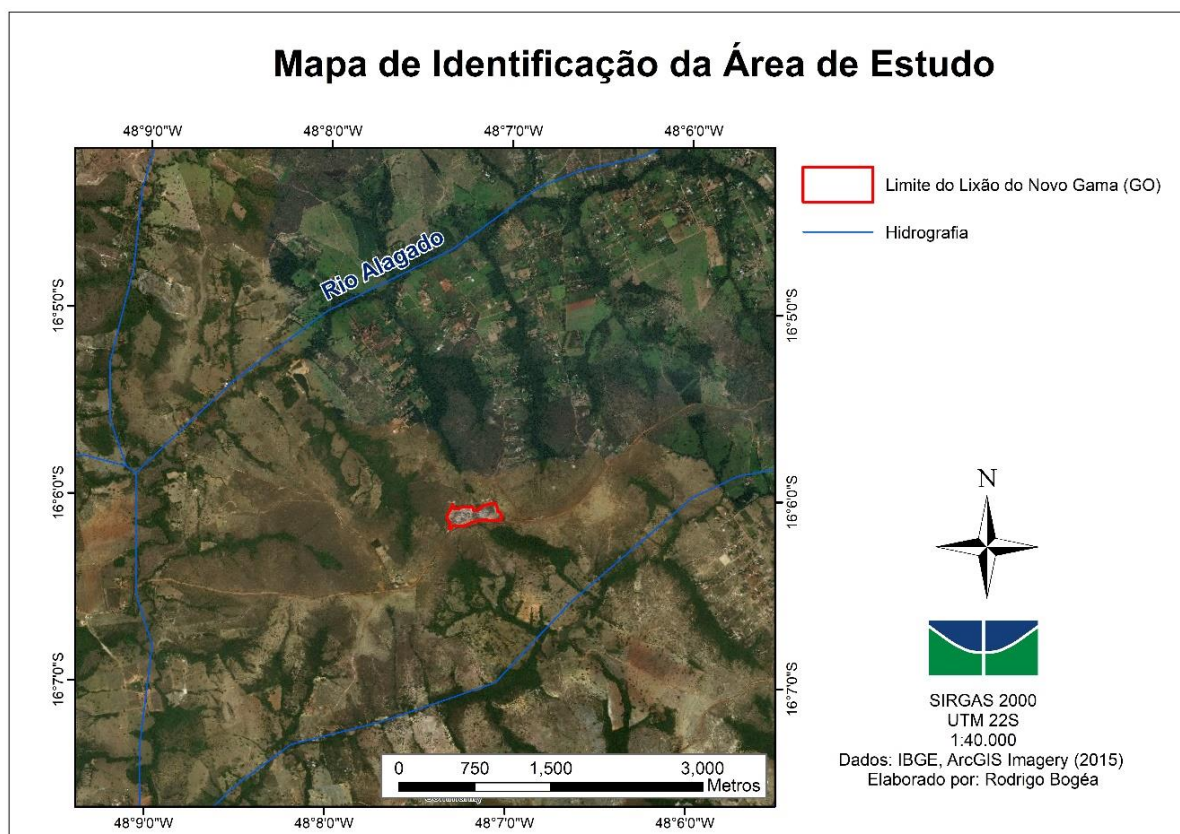 Mapa de Identificação da Área de Estudo
48°9'0"W 48°8'0"W 48°7'0"W 48°6'0"W
Limite do Lixão do Novo Gama (GO)
Hidrografia
Rio Alagado
16°5'0"S 16°5'0"S
16°6'0"S 16°6'0"S
16°7'0"S 16°7'0"S
N
SIRGAS 2000
UTM 22S
1:40.000
Dados: IBGE, ArcGIS Imagery (2015)
Elaborado por: Rodrigo Bogéa
0 750 1,500 3,000
Metros
48°9'0"W 48°8'0"W 48°7'0"W 48°6'0"W